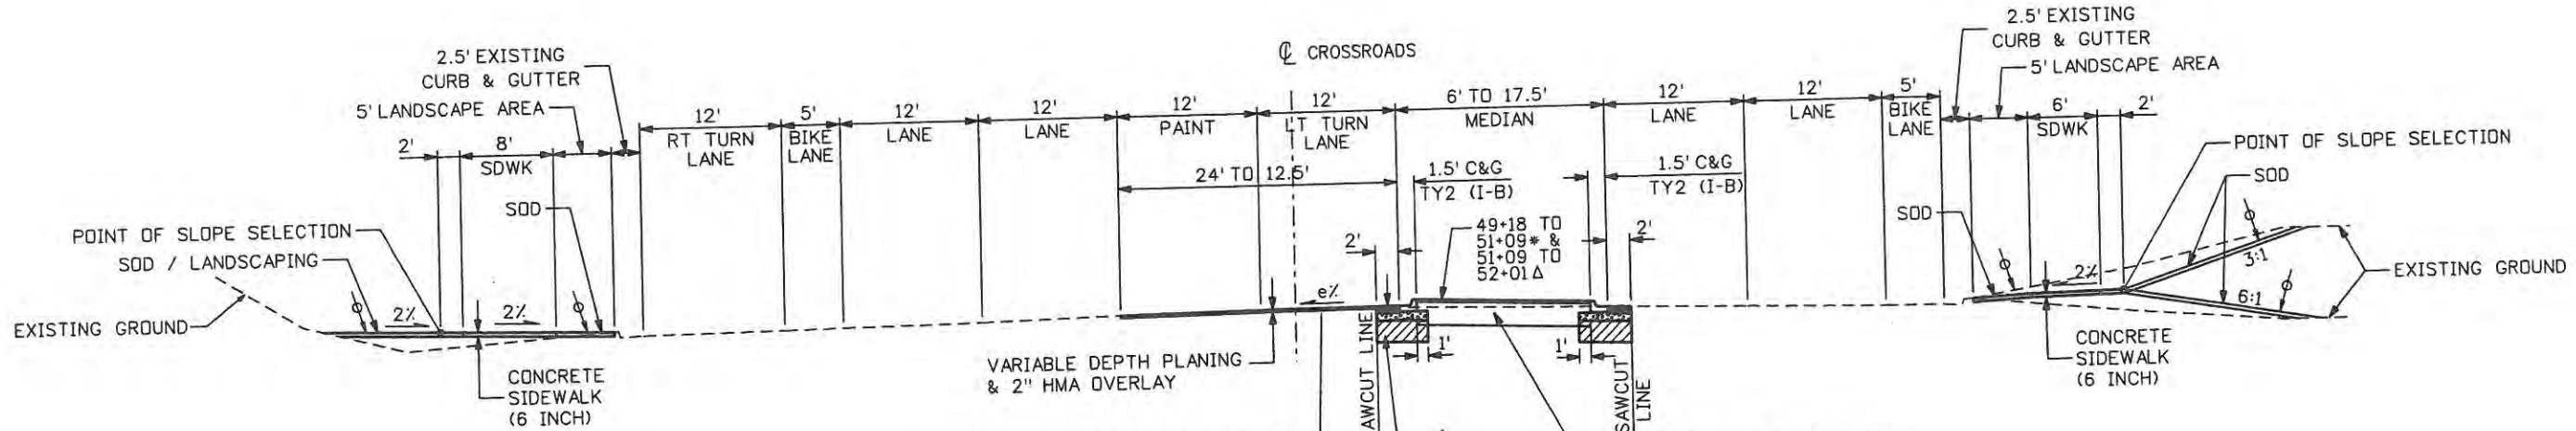 2.5' EXISTING
CURB & GUTTER
5' LANDSCAPE AREA
2'
8'
SDWK
SOD
POINT OF SLOPE SELECTION
SOD / LANDSCAPING
EXISTING GROUND
2%
2%
CONCRETE
SIDEWALK
(6 INCH)
12'
RT TURN
LANE
5'
BIKE
LANE
12'
LANE
12'
LANE
12'
PAINT
℄ CROSSROADS
12'
LT TURN
LANE
6' TO 17.5'
MEDIAN
12'
LANE
12'
LANE
5'
BIKE
LANE
24' TO 12.5'
1.5' C&G
TY2 (I-B)
1.5' C&G
TY2 (I-B)
49+18 TO
51+09* &
51+09 TO
52+01Δ
2'
2'
e%
VARIABLE DEPTH PLANING
& 2" HMA OVERLAY
1'
1'
SAWCUT
LINE
2.5' EXISTING
CURB & GUTTER
5' LANDSCAPE AREA
6'
SDWK
2'
POINT OF SLOPE SELECTION
SOD
SOD
2%
3:1
6:1
EXISTING GROUND
CONCRETE
SIDEWALK
(6 INCH)